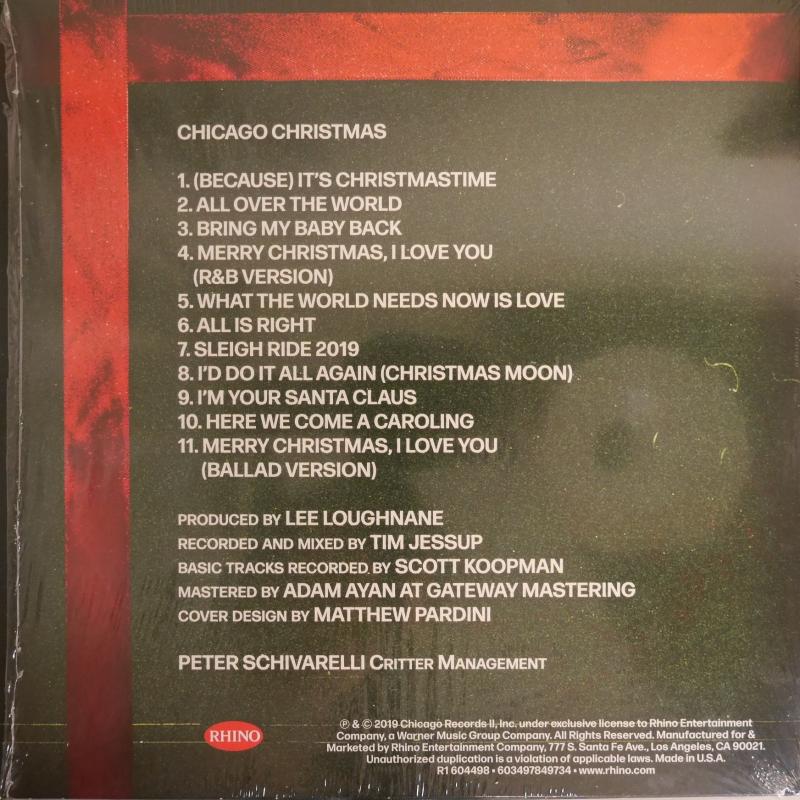 CHICAGO CHRISTMAS
1. (BECAUSE) IT'S CHRISTMASTIME
2. ALL OVER THE WORLD
3. BRING MY BABY BACK
4. MERRY CHRISTMAS, I LOVE YOU
(R&B VERSION)
5. WHAT THE WORLD NEEDS NOW IS LOVE
6. ALL IS RIGHT
7. SLEIGH RIDE 2019
8. I'D DO IT ALL AGAIN (CHRISTMAS MOON)
9. I'M YOUR SANTA CLAUS
10. HERE WE COME A CAROLING
11. MERRY CHRISTMAS, I LOVE YOU
(BALLAD VERSION)
PRODUCED BY LEE LOUGHNANE
RECORDED AND MIXED BY TIM JESSUP
BASIC TRACKS RECORDED BY SCOTT KOOPMAN
MASTERED BY ADAM AYAN AT GATEWAY MASTERING
COVER DESIGN BY MATTHEW PARDINI
PETER SCHIVARELLI CRITTER MANAGEMENT
RHINO
℗ & © 2019 Chicago Records II, Inc. under exclusive license to Rhino Entertainment
Company, a Warner Music Group Company. All Rights Reserved. Manufactured for &
Marketed by Rhino Entertainment Company, 777 S. Santa Fe Ave., Los Angeles, CA 90021.
Unauthorized duplication is a violation of applicable laws. Made in U.S.A.
R1 604498 • 603497849734 • www.rhino.com